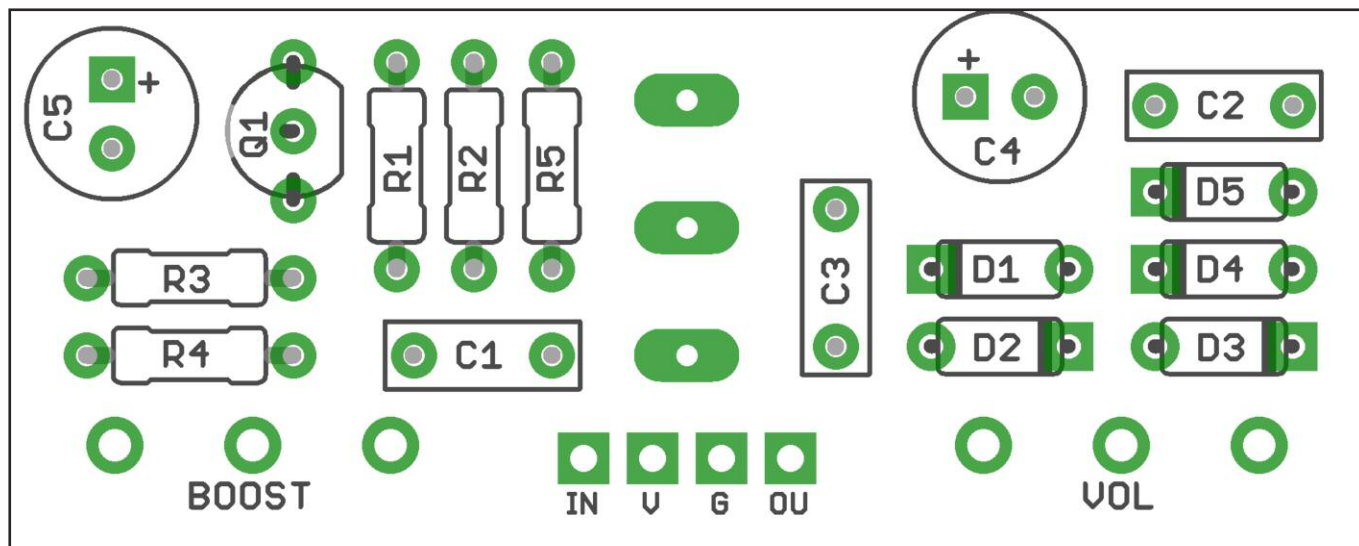 C5
+
Q1
R1
R2
R5
+
C4
C2
D5
R3
C3
D1
D4
R4
C1
D2
D3
BOOST
IN V G OU
VOL